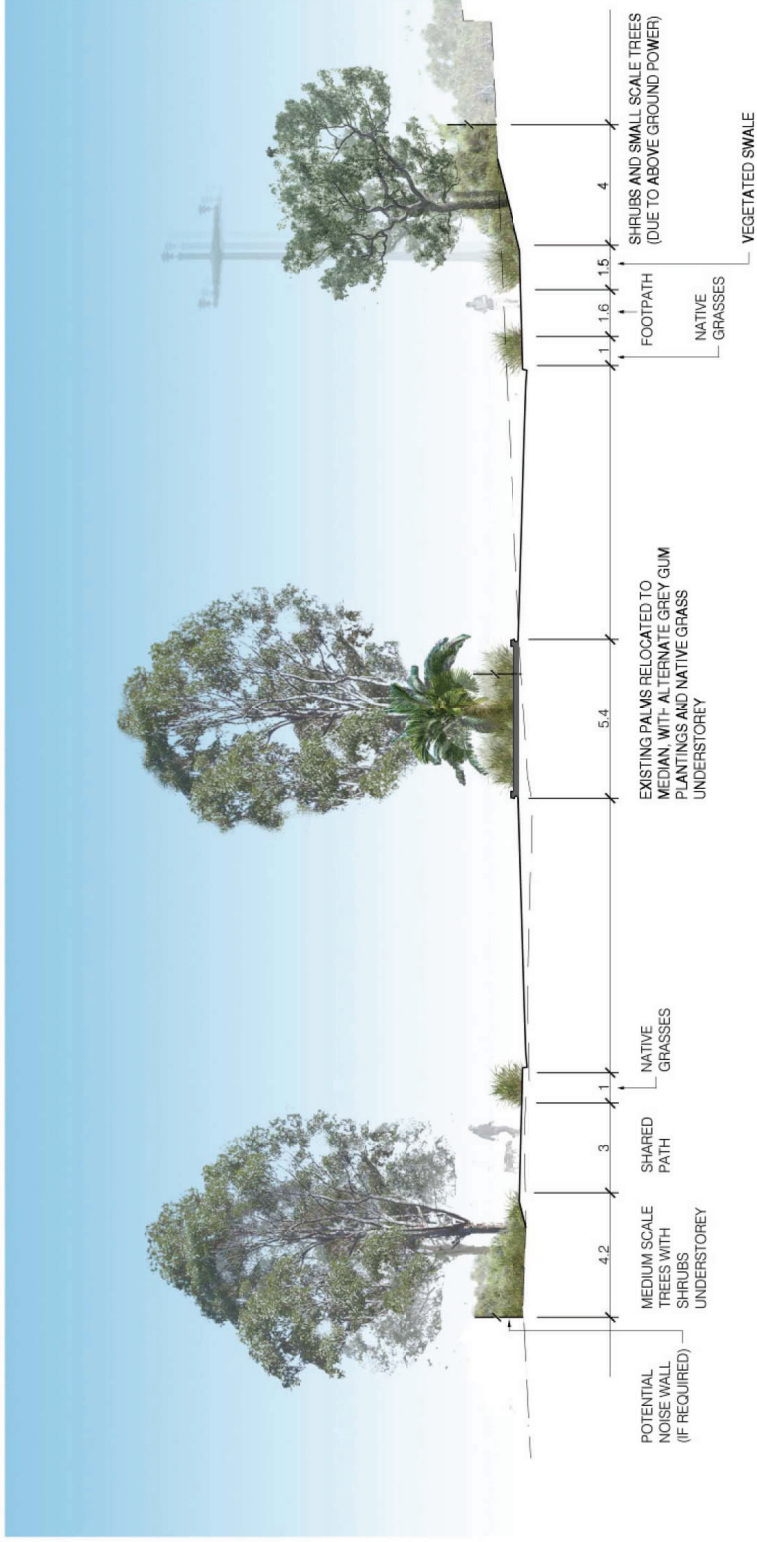 4.2
3
1
5.4
1
1.6
1.5
4
POTENTIAL
NOISE WALL
(IF REQUIRED)
MEDIUM SCALE
TREES WITH
SHRUBS
UNDERSTOREY
SHARED
PATH
NATIVE
GRASSES
EXISTING PALMS RELOCATED TO
MEDIAN, WITH ALTERNATE GREY GUM
PLANTINGS AND NATIVE GRASS
UNDERSTOREY
NATIVE
GRASSES
FOOTPATH
VEGETATED SWALE
SHRUBS AND SMALL SCALE TREES
(DUE TO ABOVE GROUND POWER)